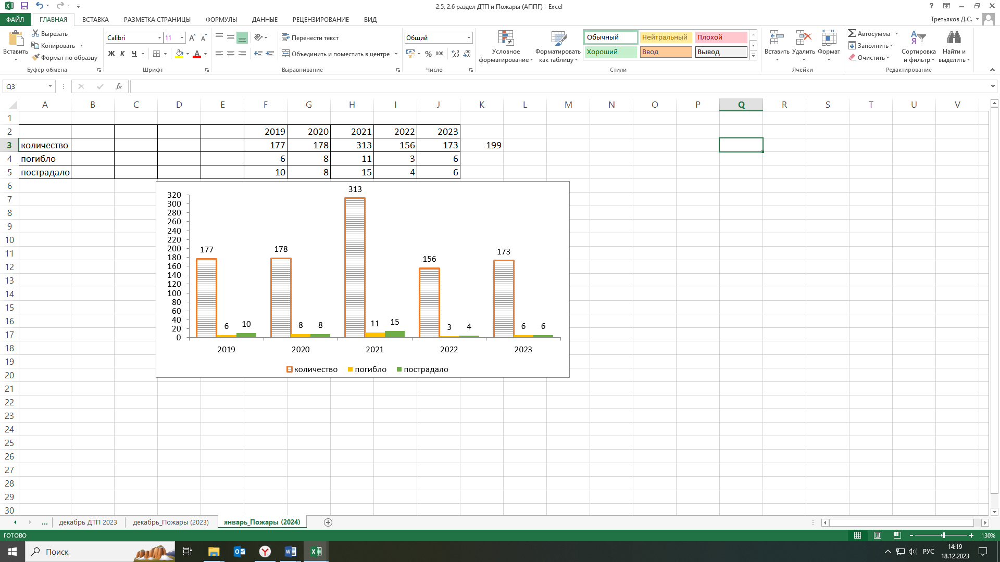 2.5, 2.6 раздел ДТП и Пожары (АППГ) - Excel
ФАЙЛ ГЛАВНАЯ ВСТАВКА РАЗМЕТКА СТРАНИЦЫ ФОРМУЛЫ ДАННЫЕ РЕЦЕНЗИРОВАНИЕ ВИД Третьяков Д.С.
Вставить
Вырезать
Копировать
Формат по образцу
Буфер обмена
Calibri 11
Ж К Ч
Шрифт
Перенести текст
Объединить и поместить в центре
Выравнивание
Общий
% 000
Число
Условное форматирование
Форматировать как таблицу
Обычный Нейтральный Плохой
Хороший Ввод Вывод
Стили
Вставить Удалить Формат
Ячейки
Автосумма
Заполнить
Очистить
Сортировка и фильтр
Найти и выделить
Редактирование
Q3 fx
A B C D E F G H I J K L M N O P Q R S T U V
1
2 2019 2020 2021 2022 2023
3 количество 177 178 313 156 173 199
4 погибло 6 8 11 3 6
5 пострадало 10 8 15 4 6
6
7
8
9
10
11
12
13
14
15
16
17
18
19
20
21
22
23
24
25
26
27
28
29
30
320
300
280
260
240
220
200
180
160
140
120
100
80
60
40
20
0
177 6 10
178 8 8
313 11 15
156 3 4
173 6 6
2019 2020 2021 2022 2023
количество погибло пострадало
... декабрь ДТП 2023 декабрь_Пожары (2023) январь_Пожары (2024)
ГОТОВО 130%
Поиск
РУС 14:19
18.12.2023